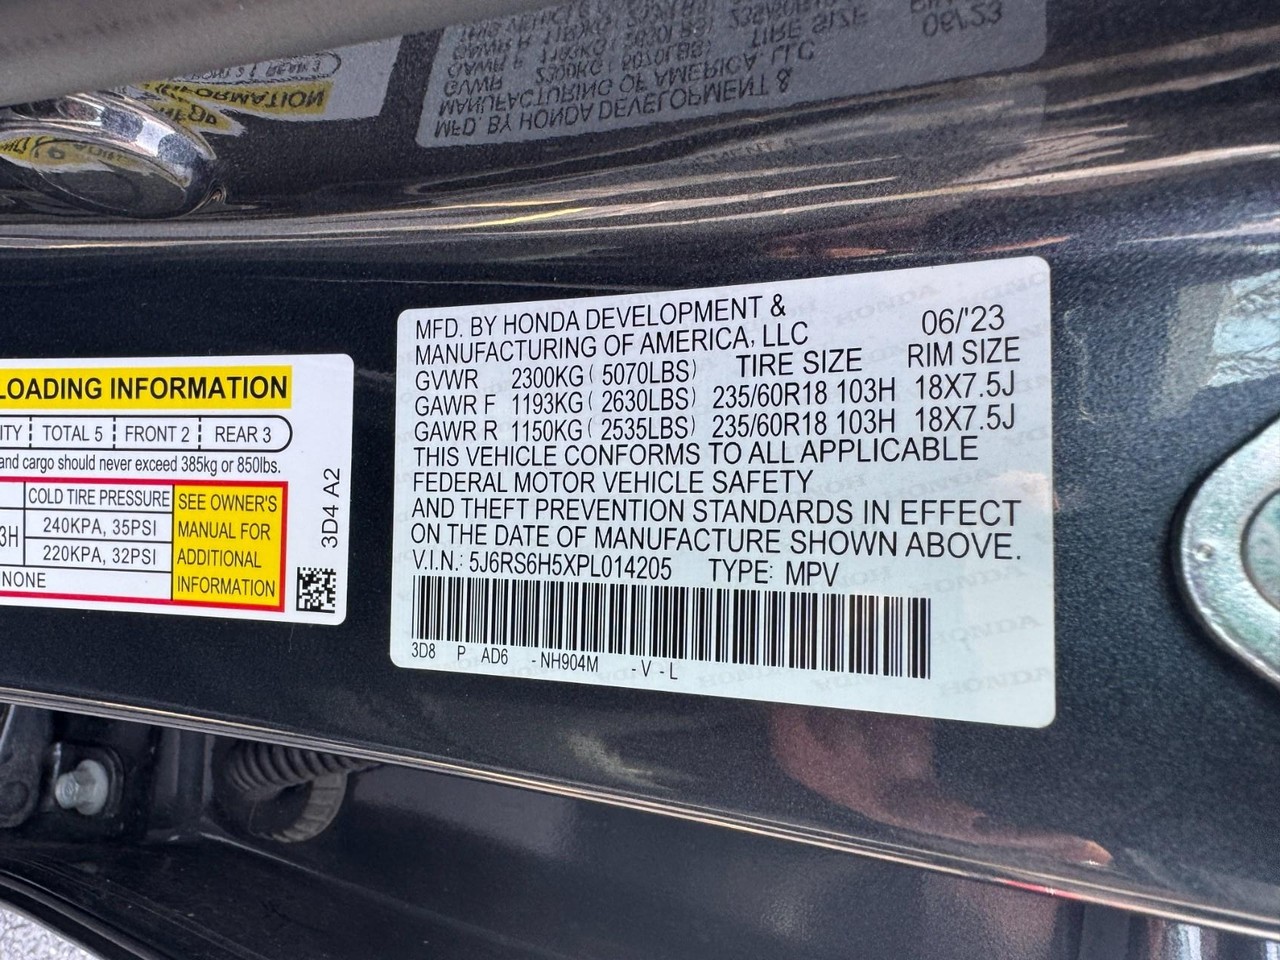 LOADING INFORMATION
ITY TOTAL 5 FRONT 2 REAR 3
and cargo should never exceed 385kg or 850lbs.
COLD TIRE PRESSURE
3H 240KPA, 35PSI
220KPA, 32PSI
NONE
SEE OWNER'S
MANUAL FOR
ADDITIONAL
INFORMATION
3D4 A2
MFD. BY HONDA DEVELOPMENT &
MANUFACTURING OF AMERICA, LLC 06/'23
GVWR 2300KG ( 5070LBS) TIRE SIZE RIM SIZE
GAWR F 1193KG ( 2630LBS) 235/60R18 103H 18X7.5J
GAWR R 1150KG ( 2535LBS) 235/60R18 103H 18X7.5J
THIS VEHICLE CONFORMS TO ALL APPLICABLE
FEDERAL MOTOR VEHICLE SAFETY
AND THEFT PREVENTION STANDARDS IN EFFECT
ON THE DATE OF MANUFACTURE SHOWN ABOVE.
V.I.N.: 5J6RS6H5XPL014205 TYPE: MPV
3D8 P AD6 - NH904M - V - L